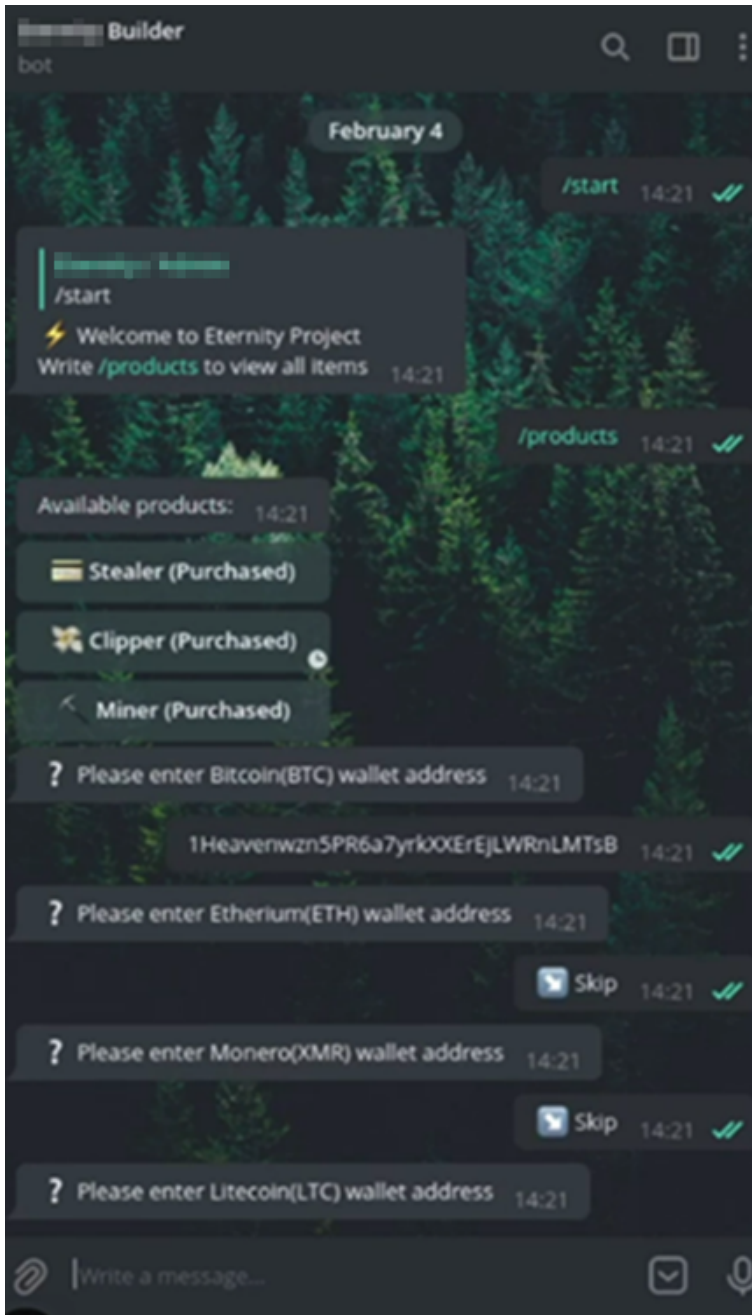 Builder
bot
February 4
/start 14:21
/start
⚡ Welcome to Eternity Project
Write /products to view all items 14:21
/products 14:21
Available products: 14:21
Stealer (Purchased)
Clipper (Purchased)
Miner (Purchased)
? Please enter Bitcoin(BTC) wallet address 14:21
1Heavenwzn5PR6a7yrkXXErEjLWRnLMTsB 14:21
? Please enter Etherium(ETH) wallet address 14:21
Skip 14:21
? Please enter Monero(XMR) wallet address 14:21
Skip 14:21
? Please enter Litecoin(LTC) wallet address 14:21
Write a message...